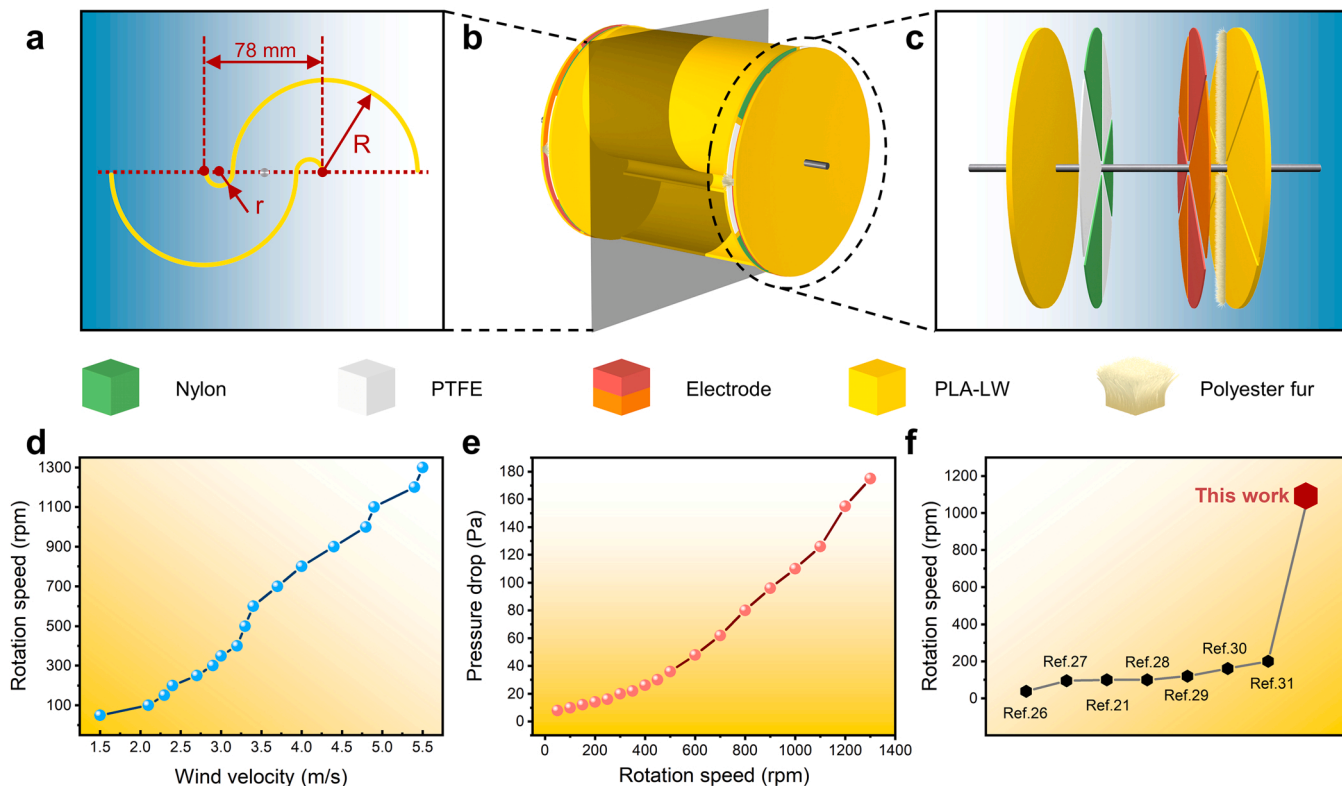 a
78 mm
R
r
b
c
Nylon
PTFE
Electrode
PLA-LW
Polyester fur
d
Rotation speed (rpm)
1300
1100
900
700
500
300
100
1.5 2.0 2.5 3.0 3.5 4.0 4.5 5.0 5.5
Wind velocity (m/s)
e
Pressure drop (Pa)
180
160
140
120
100
80
60
40
20
0
0 200 400 600 800 1000 1200 1400
Rotation speed (rpm)
f
Rotation speed (rpm)
1200
1000
800
600
400
200
0
This work
Ref.26
Ref.27
Ref.21
Ref.28
Ref.29
Ref.30
Ref.31